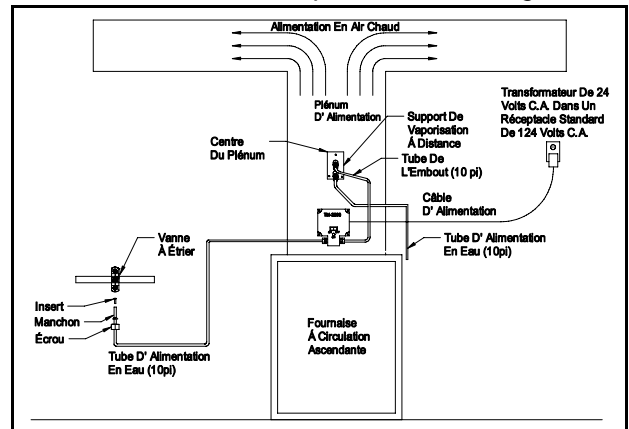 Alimentation En Air Chaud
Plénum
D' Alimentation
Transformateur De 24
Volts C.A. Dans Un
Réceptacle Standard
De 124 Volts C.A.
Support De
Vaporisation
Á Distance
Centre
Du Plénum
Tube De
L'Embout (10 pi)
Câble
D' Alimentation
Vanne
À Étrier
Tube D' Alimentation
En Eau (10pi)
Insert
Manchon
Écrou
Fournaise
Á Circulation
Ascendante
Tube D' Alimentation
En Eau (10pi)